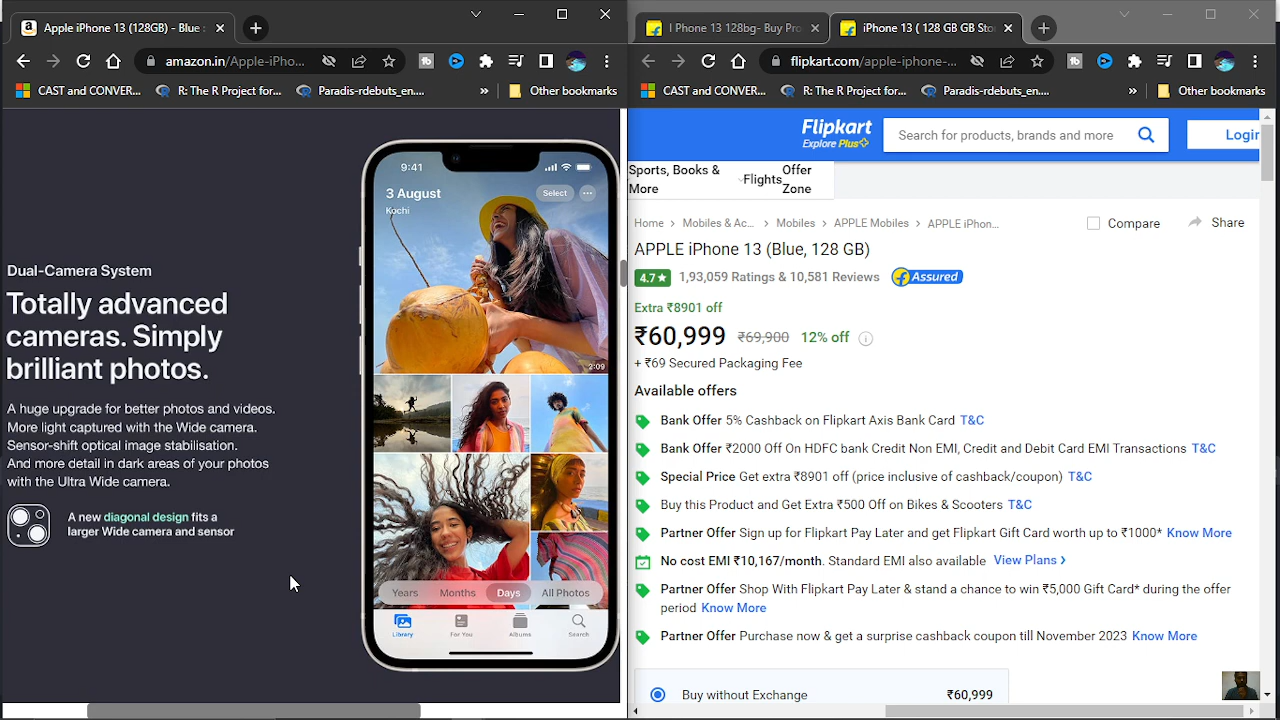 Apple iPhone 13 (128GB) - Blue :
amazon.in/Apple-iPho...
CAST and CONVER...
R: The R Project for...
Paradis-rdebuts_en....
»
Other bookmarks
Dual-Camera System
Totally advanced
cameras. Simply
brilliant photos.
A huge upgrade for better photos and videos.
More light captured with the Wide camera.
Sensor-shift optical image stabilisation.
And more detail in dark areas of your photos
with the Ultra Wide camera.
A new diagonal design fits a
larger Wide camera and sensor
9:41
3 August
Select
Kochi
2:09
Years Months Days All Photos
Library For You Albums Search
I Phone 13 128bg- Buy Pro
iPhone 13 ( 128 GB GB Sto
flipkart.com/apple-iphone-...
CAST and CONVER...
R: The R Project for...
Paradis-rdebuts_en....
»
Other bookmarks
Flipkart
Explore Plus
Search for products, brands and more
Login
Sports, Books &
More
Flights
Offer
Zone
Home > Mobiles & Ac... > Mobiles > APPLE Mobiles > APPLE iPhon...
Compare
Share
APPLE iPhone 13 (Blue, 128 GB)
4.7★ 1,93,059 Ratings & 10,581 Reviews
Assured
Extra ₹8901 off
₹60,999 ₹69,900 12% off
+ ₹69 Secured Packaging Fee
Available offers
Bank Offer 5% Cashback on Flipkart Axis Bank Card T&C
Bank Offer ₹2000 Off On HDFC bank Credit Non EMI, Credit and Debit Card EMI Transactions T&C
Special Price Get extra ₹8901 off (price inclusive of cashback/coupon) T&C
Buy this Product and Get Extra ₹500 Off on Bikes & Scooters T&C
Partner Offer Sign up for Flipkart Pay Later and get Flipkart Gift Card worth up to ₹1000* Know More
No cost EMI ₹10,167/month. Standard EMI also available View Plans >
Partner Offer Shop With Flipkart Pay Later & stand a chance to win ₹5,000 Gift Card* during the offer
period Know More
Partner Offer Purchase now & get a surprise cashback coupon till November 2023 Know More
Buy without Exchange ₹60,999